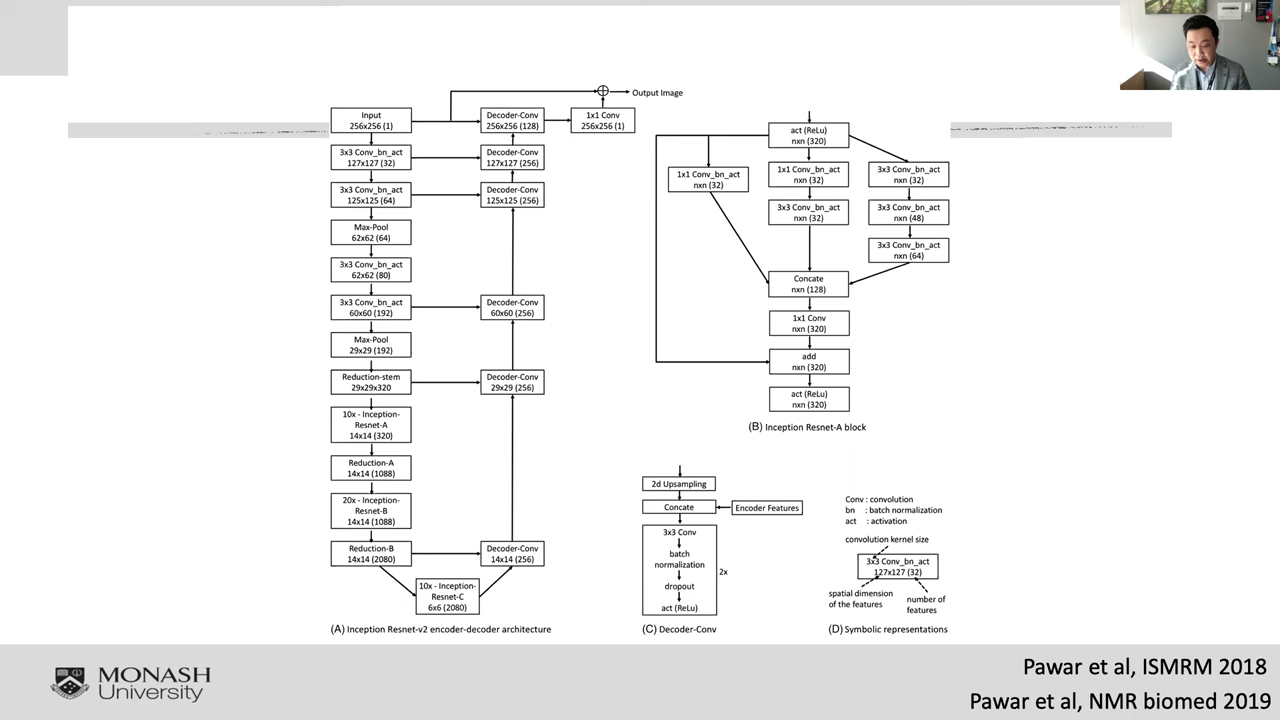 Output Image
Input
256x256 (1)
Decoder-Conv
256x256 (128)
1x1 Conv
256x256 (1)
3x3 Conv_bn_act
127x127 (32)
Decoder-Conv
127x127 (256)
3x3 Conv_bn_act
125x125 (64)
Decoder-Conv
125x125 (256)
Max-Pool
62x62 (64)
3x3 Conv_bn_act
62x62 (80)
3x3 Conv_bn_act
60x60 (192)
Decoder-Conv
60x60 (256)
Max-Pool
29x29 (192)
Reduction-stem
29x29x320
Decoder-Conv
29x29 (256)
10x - Inception-
Resnet-A
14x14 (320)
Reduction-A
14x14 (1088)
20x - Inception-
Resnet-B
14x14 (1088)
Reduction-B
14x14 (2080)
Decoder-Conv
14x14 (256)
10x - Inception-
Resnet-C
6x6 (2080)
(A) Inception Resnet-v2 encoder-decoder architecture
act (ReLu)
nxn (320)
1x1 Conv_bn_act
nxn (32)
1x1 Conv_bn_act
nxn (32)
3x3 Conv_bn_act
nxn (32)
3x3 Conv_bn_act
nxn (32)
3x3 Conv_bn_act
nxn (48)
3x3 Conv_bn_act
nxn (64)
Concate
nxn (128)
1x1 Conv
nxn (320)
add
nxn (320)
act (ReLu)
nxn (320)
(B) Inception Resnet-A block
2d Upsampling
Concate
Encoder Features
3x3 Conv
batch
normalization
dropout
act (ReLu)
2x
(C) Decoder-Conv
Conv : convolution
bn : batch normalization
act : activation
convolution kernel size
3x3 Conv_bn_act
127x127 (32)
spatial dimension
of the features
number of
features
(D) Symbolic representations
MONASH
University
Pawar et al, ISMRM 2018
Pawar et al, NMR biomed 2019